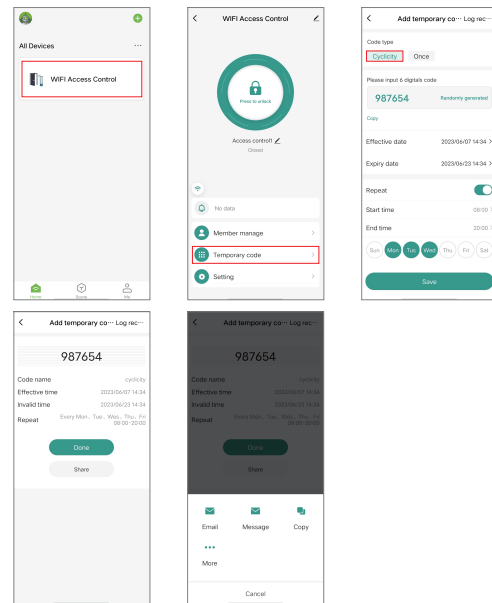 All Devices
...
WIFI Access Control
Home
Scene
Me
WIFI Access Control
Press to unlock
Access control1
Closed
No data
Member manage
Temporary code
Setting
Add temporary co··· Log rec···
Code type
Cyclicity Once
Please input 6 digitals code
987654 Randomly generated
Copy
Effective date 2023/06/07 14:34 >
Expiry date 2023/06/23 14:34 >
Repeat
Start time 08:00
End time 20:00
Sun Mon Tue Wed Thu Fri Sat
Save
Add temporary co··· Log rec···
987654
Code name cyclicity
Effective time 2023/06/07 14:34
Invalid time 2023/06/23 14:34
Repeat Every Mon., Tue., Wes., Thu., Fri
08:00-20:00
Done
Share
Add temporary co··· Log rec···
987654
Code name cyclicity
Effective time 2023/06/07 14:34
Invalid time 2023/06/23 14:34
Repeat Every Mon., Tue., Wes., Thu., Fri
08:00-20:00
Done
Share
Email Message Copy
More
Cancel